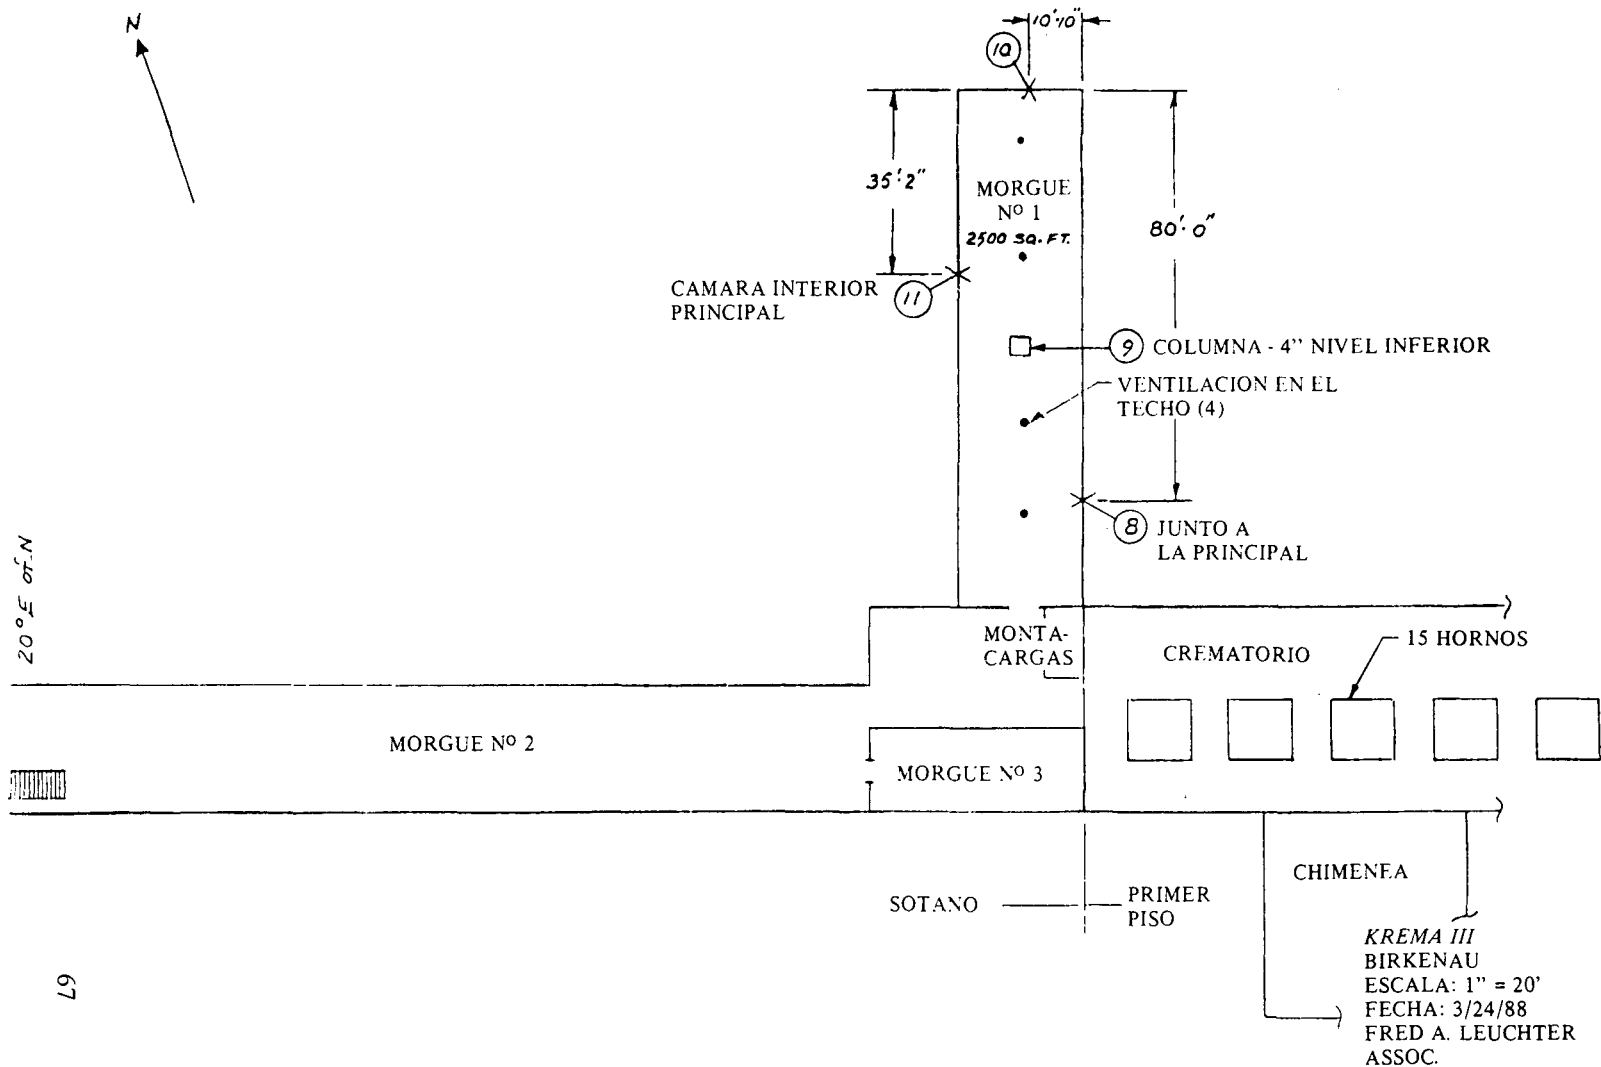 N
10'10"
10
35'.2"
MORGUE
Nº 1
2500 SQ.FT.
80'.0"
CAMARA INTERIOR
PRINCIPAL
11
9 COLUMNA - 4" NIVEL INFERIOR
VENTILACION EN EL
TECHO (4)
8 JUNTO A
LA PRINCIPAL
20° E of N
MONTA-
CARGAS
CREMATORIO
15 HORNOS
MORGUE Nº 2
MORGUE Nº 3
CHIMENEA
SOTANO
PRIMER
PISO
KREMA III
BIRKENAU
ESCALA: 1" = 20'
FECHA: 3/24/88
FRED A. LEUCHTER
ASSOC.
67